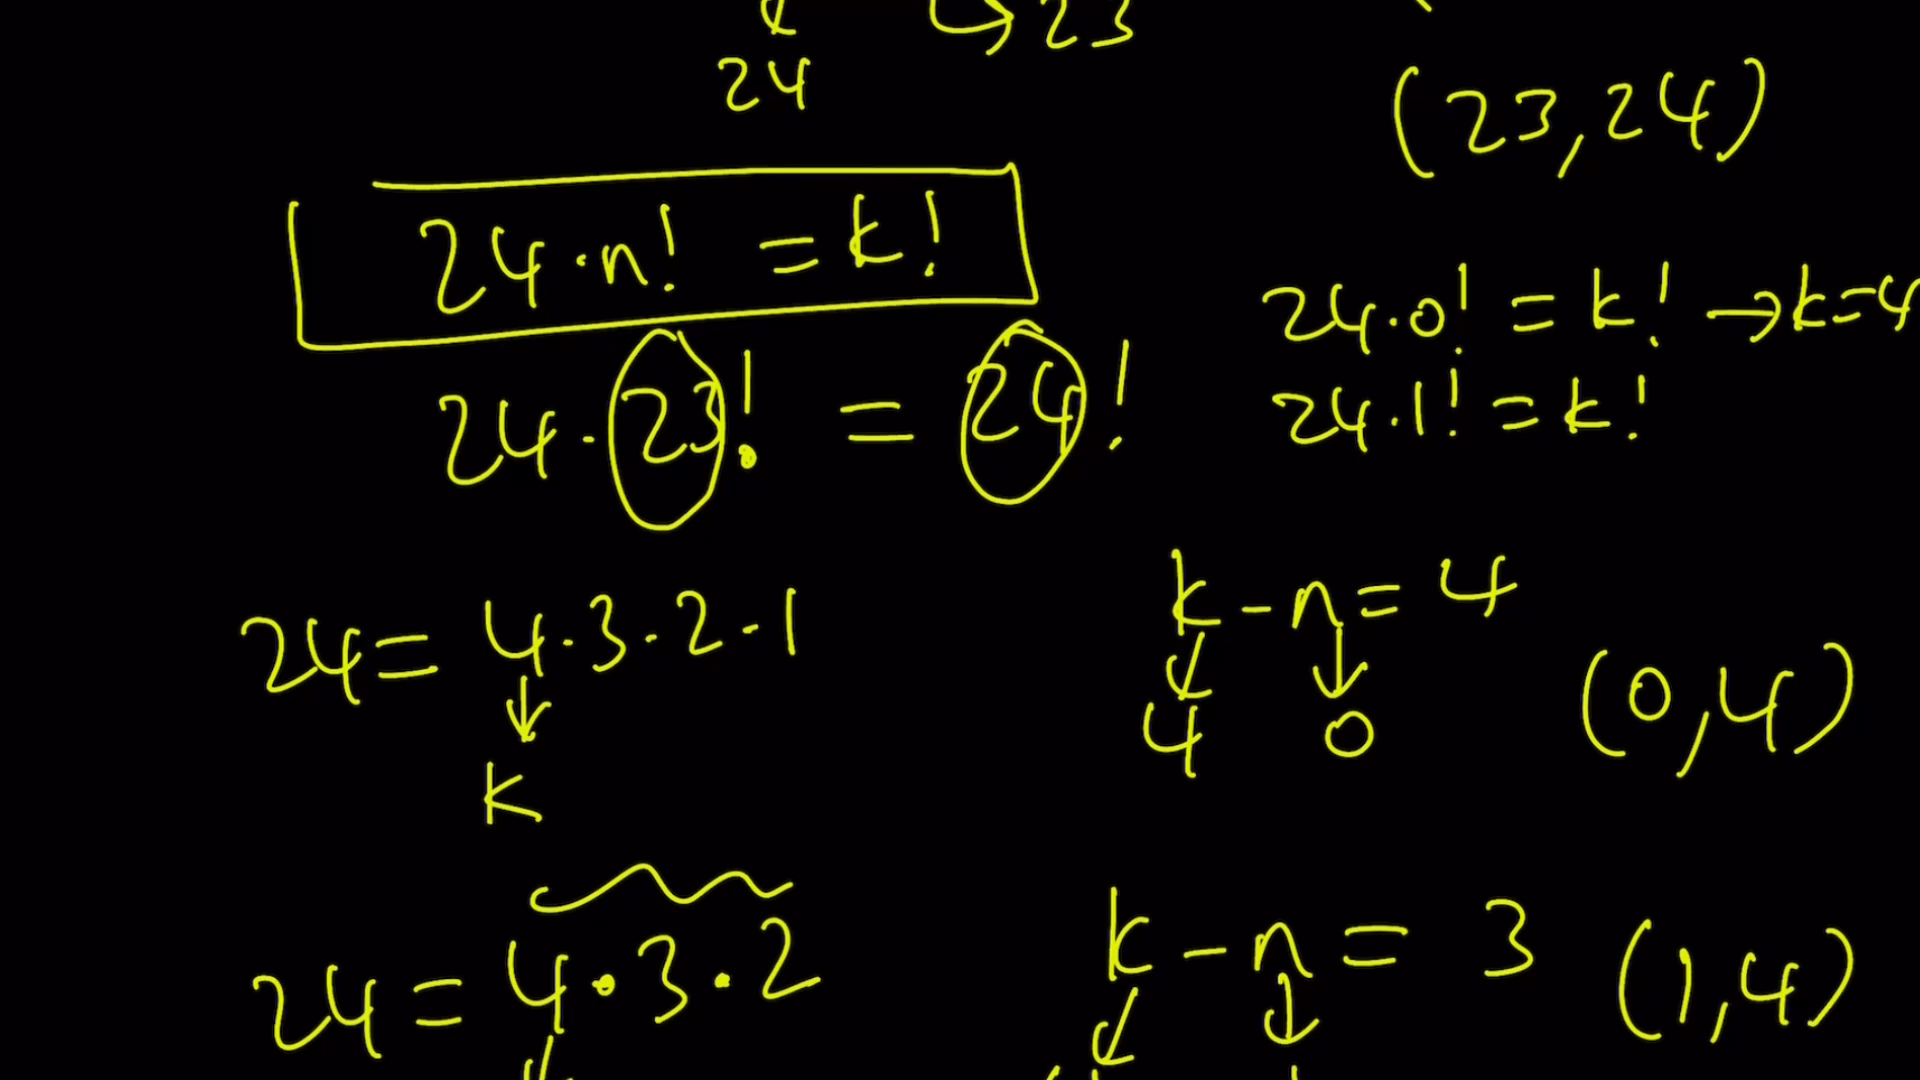 23
24
(23,24)
24·n! = k!
24·0! = k! → k=4
24·23! = 24!
24·1! = k!
24= 4·3·2·1
k-n=4
4 0
(0,4)
k
24= 4·3·2
k-n=3
(1,4)